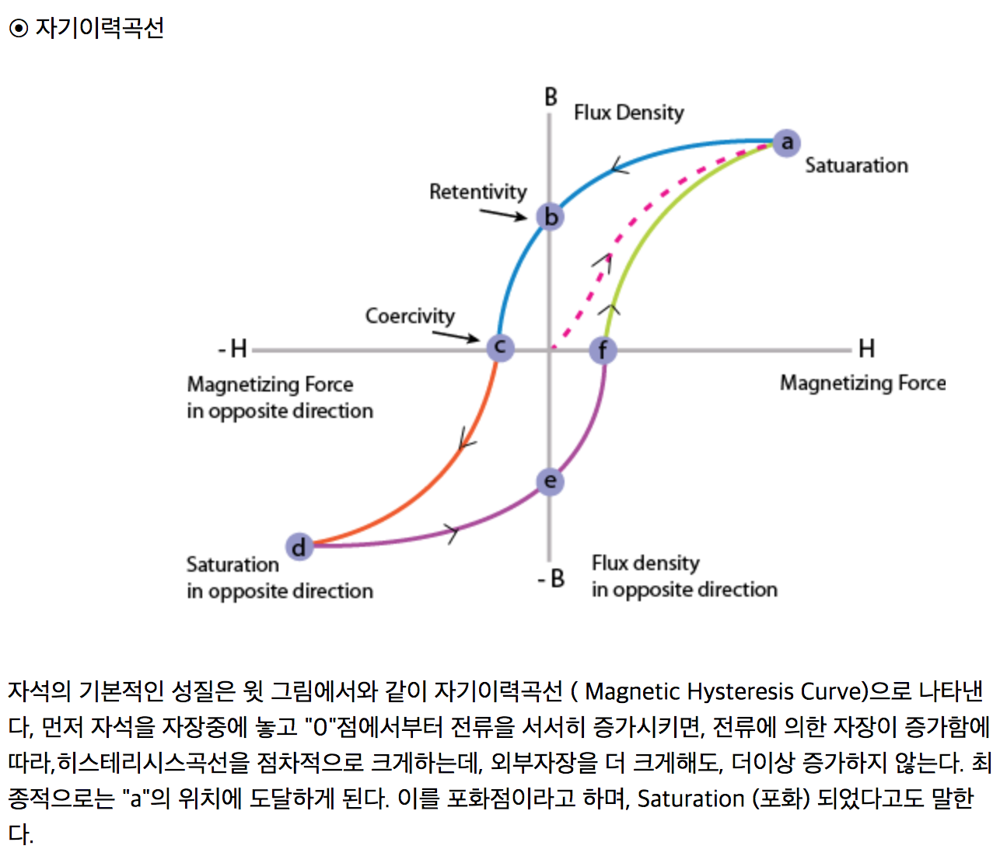 ⦿ 자기이력곡선
B
Flux Density
a
Satuaration
Retentivity
b
Coercivity
- H
c
f
H
Magnetizing Force
in opposite direction
Magnetizing Force
e
d
Saturation
in opposite direction
- B
Flux density
in opposite direction
자석의 기본적인 성질은 윗 그림에서와 같이 자기이력곡선 ( Magnetic Hysteresis Curve)으로 나타낸
다, 먼저 자석을 자장중에 놓고 "0"점에서부터 전류을 서서히 증가시키면, 전류에 의한 자장이 증가함에
따라,히스테리시스곡선을 점차적으로 크게하는데, 외부자장을 더 크게해도, 더이상 증가하지 않는다. 최
종적으로는 "a"의 위치에 도달하게 된다. 이를 포화점이라고 하며, Saturation (포화) 되었다고도 말한
다.